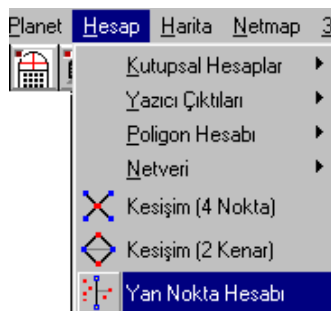 Planet Hesap Harita Netmap 3
Kutupsal Hesaplar
Yazıcı Çıktıları
Poligon Hesabı
Netveri
Kesişim (4 Nokta)
Kesişim (2 Kenar)
Yan Nokta Hesabı